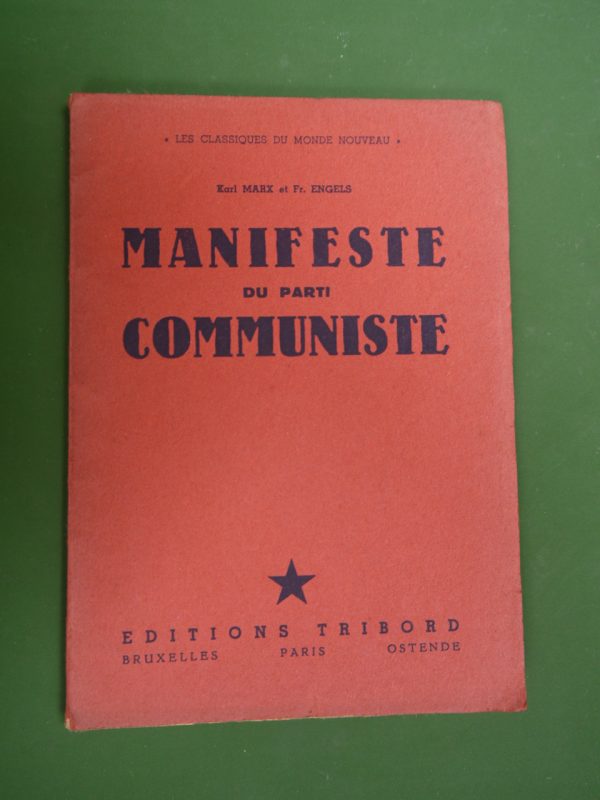 • LES CLASSIQUES DU MONDE NOUVEAU •
Karl MARX et Fr. ENGELS
MANIFESTE
DU PARTI
COMMUNISTE
EDITIONS TRIBORD
BRUXELLES PARIS OSTENDE